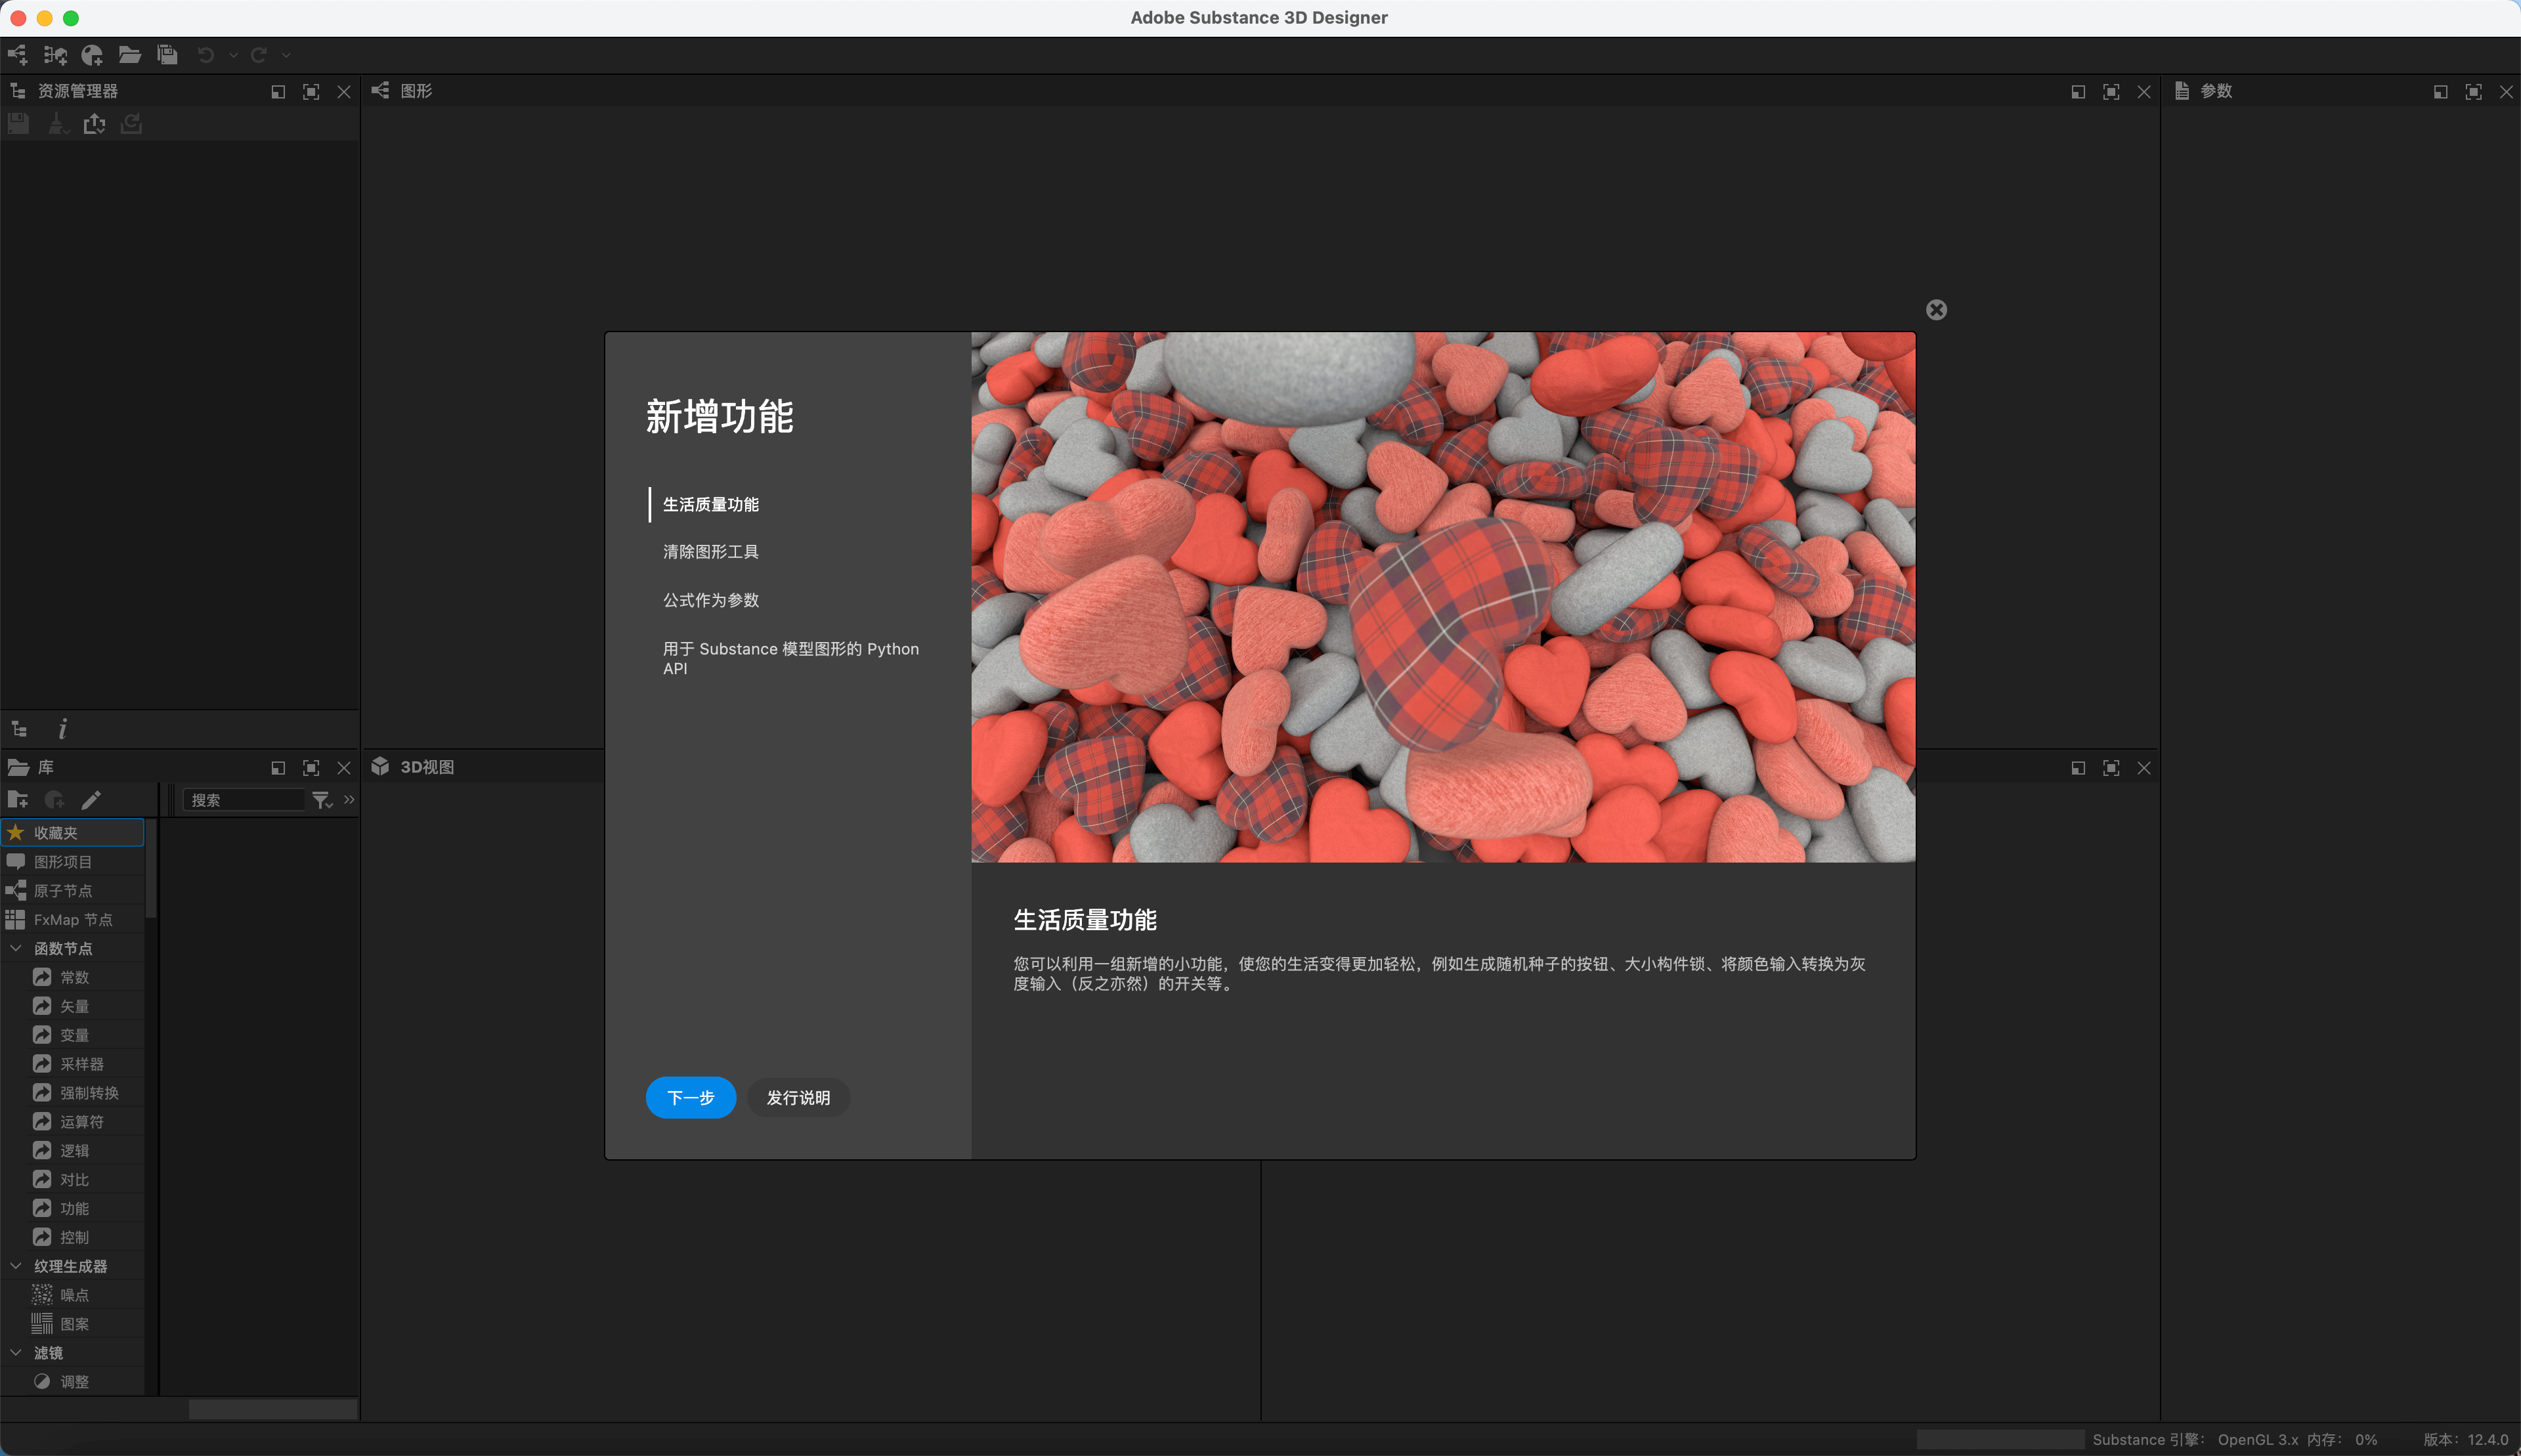 Adobe Substance 3D Designer
资源管理器
图形
参数
新增功能
生活质量功能
清除图形工具
公式作为参数
用于 Substance 模型图形的 Python
API
生活质量功能
您可以利用一组新增的小功能，使您的生活变得更加轻松，例如生成随机种子的按钮、大小构件锁、将颜色输入转换为灰
度输入（反之亦然）的开关等。
下一步
发行说明
i
库
3D视图
搜索
收藏夹
图形项目
原子节点
FxMap 节点
函数节点
常数
矢量
变量
采样器
强制转换
运算符
逻辑
对比
功能
控制
纹理生成器
噪点
图案
滤镜
调整
Substance 引擎： OpenGL 3.x 内存： 0% 版本：12.4.0